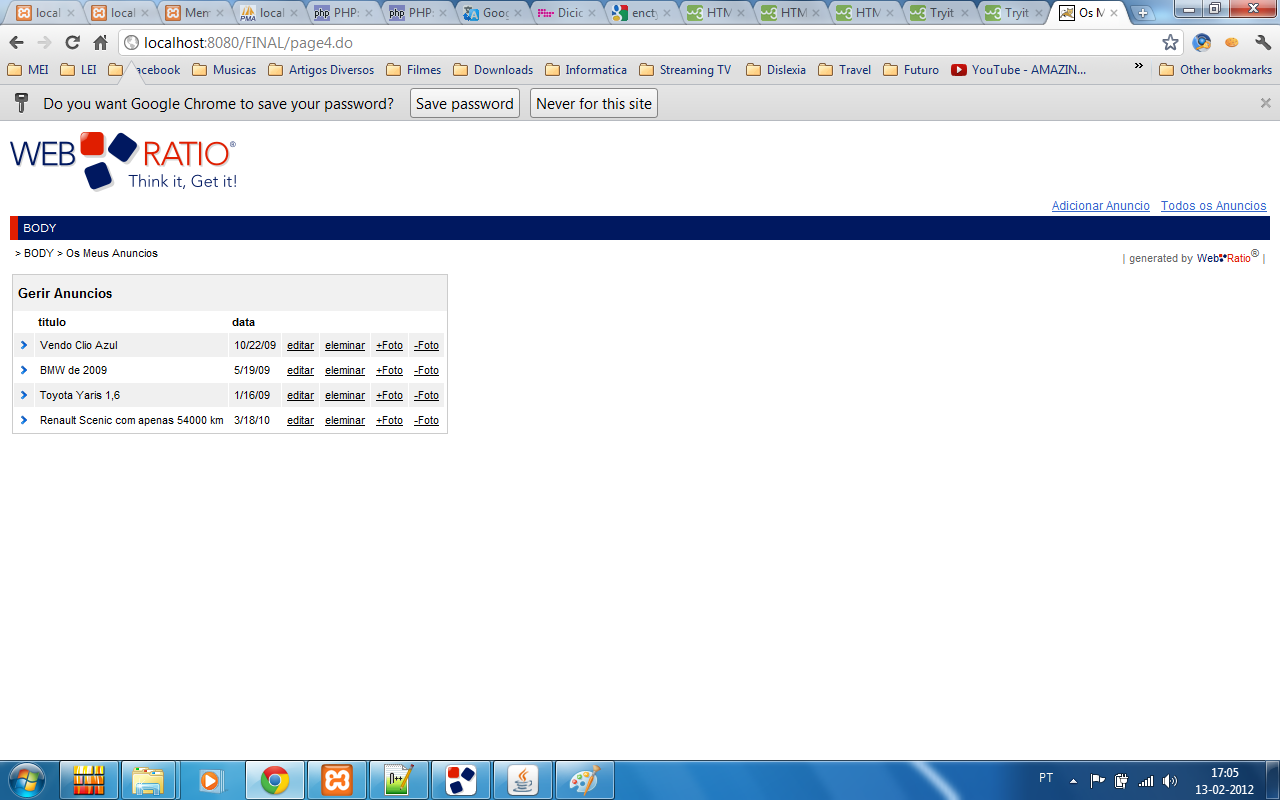 local local Mem local PHP: PHP: Goog Dicio encty HTM HTM HTM Tryit Tryit Os M
localhost:8080/FINAL/page4.do
MEI LEI acebook Musicas Artigos Diversos Filmes Downloads Informatica Streaming TV Dislexia Travel Futuro YouTube - AMAZIN... » Other bookmarks
Do you want Google Chrome to save your password? Save password Never for this site
WEB RATIO®
Think it, Get it!
Adicionar Anuncio Todos os Anuncios
BODY
> BODY > Os Meus Anuncios
| generated by WebRatio® |
Gerir Anuncios
titulo data
Vendo Clio Azul 10/22/09 editar eleminar +Foto -Foto
BMW de 2009 5/19/09 editar eleminar +Foto -Foto
Toyota Yaris 1,6 1/16/09 editar eleminar +Foto -Foto
Renault Scenic com apenas 54000 km 3/18/10 editar eleminar +Foto -Foto
PT 17:05
13-02-2012